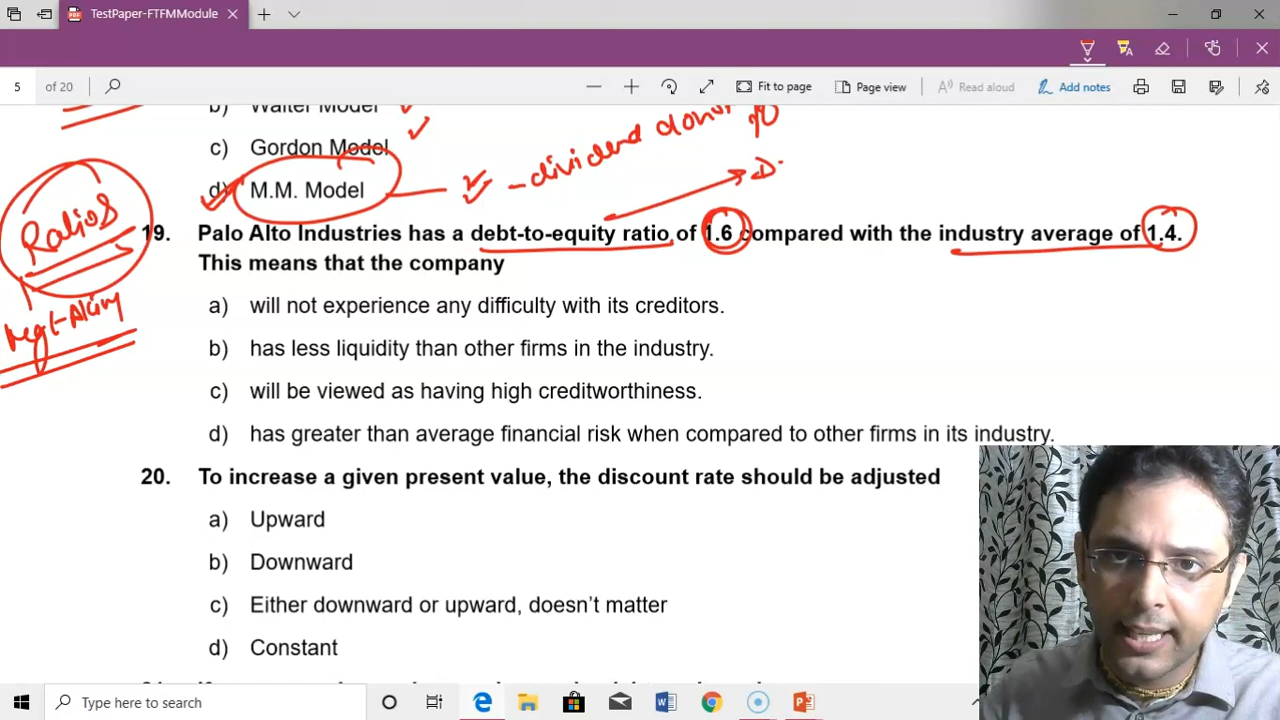 TestPaper-FTFMModule
5 of 20
Fit to page
Page view
Read aloud
Add notes
b) Walter Model
c) Gordon Model
d) M.M. Model
- dividend
D.
Ratios
19. Palo Alto Industries has a debt-to-equity ratio of 1.6 compared with the industry average of 1.4.
This means that the company
a) will not experience any difficulty with its creditors.
b) has less liquidity than other firms in the industry.
c) will be viewed as having high creditworthiness.
d) has greater than average financial risk when compared to other firms in its industry.
20. To increase a given present value, the discount rate should be adjusted
a) Upward
b) Downward
c) Either downward or upward, doesn't matter
d) Constant
Type here to search